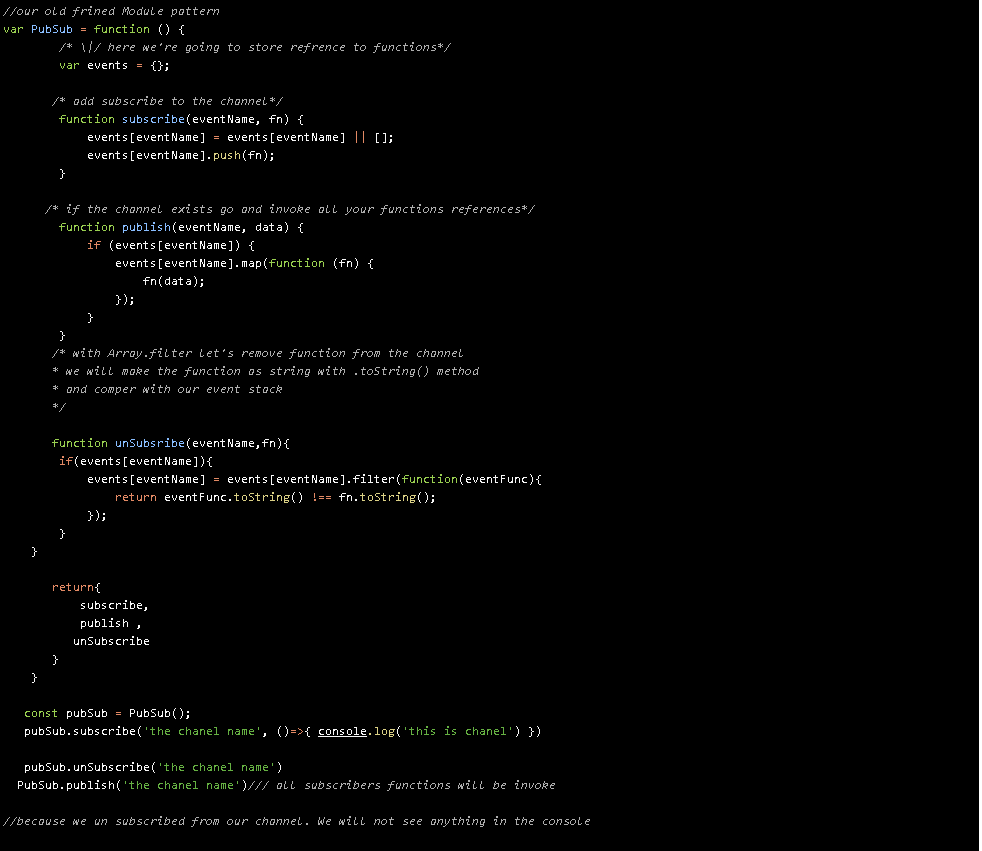 //our old frined Module pattern
var PubSub = function () {
/* \|/ here we're going to store refrence to functions*/
var events = {};
/* add subscribe to the channel*/
function subscribe(eventName, fn) {
events[eventName] = events[eventName] || [];
events[eventName].push(fn);
}
/* if the channel exists go and invoke all your functions references*/
function publish(eventName, data) {
if (events[eventName]) {
events[eventName].map(function (fn) {
fn(data);
});
}
}
/* with Array.filter let's remove function from the channel
* we will make the function as string with .toString() method
* and comper with our event stack
*/
function unSubsribe(eventName,fn){
if(events[eventName]){
events[eventName] = events[eventName].filter(function(eventFunc){
return eventFunc.toString() !== fn.toString();
});
}
}
return{
subscribe,
publish ,
unSubscribe
}
}
const pubSub = PubSub();
pubSub.subscribe('the chanel name', ()=>{ console.log('this is chanel') })
pubSub.unSubscribe('the chanel name')
PubSub.publish('the chanel name')/// all subscribers functions will be invoke
//because we un subscribed from our channel. We will not see anything in the console